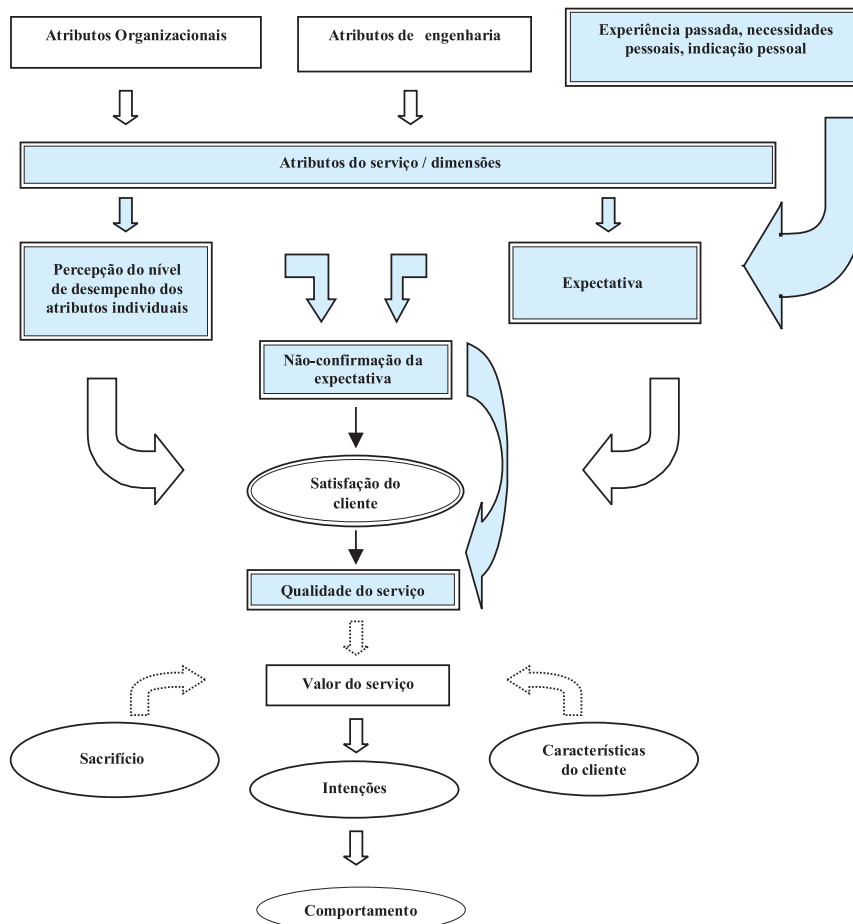 Atributos Organizacionais
Atributos de engenharia
Experiência passada, necessidades
pessoais, indicação pessoal
Atributos do serviço / dimensões
Percepção do nível
de desempenho dos
atributos individuais
Expectativa
Não-confirmação da
expectativa
Satisfação do
cliente
Qualidade do serviço
Valor do serviço
Sacrifício
Características
do cliente
Intenções
Comportamento